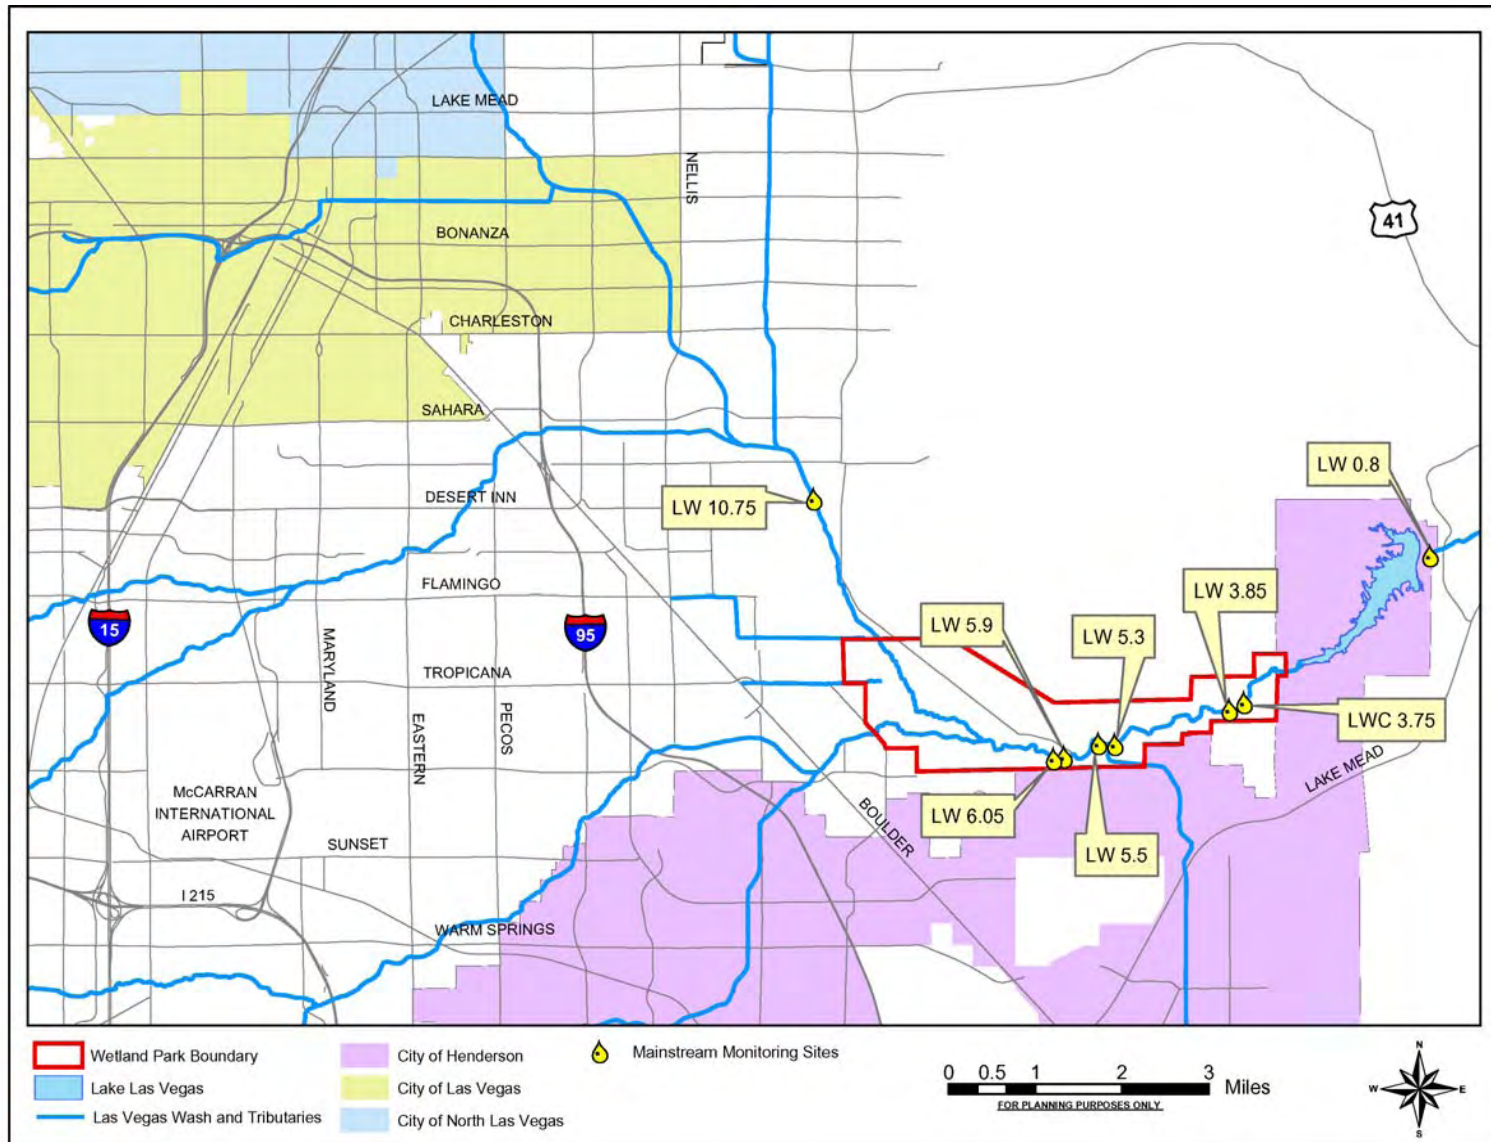 LAKE MEAD
NELLIS
41
BONANZA
CHARLESTON
SAHARA
LW 0.8
DESERT INN
LW 10.75
FLAMINGO
LW 3.85
15
95
MARYLAND
LW 5.9
LW 5.3
TROPICANA
EASTERN
PECOS
LWC 3.75
LAKE MEAD
McCARRAN
INTERNATIONAL
AIRPORT
BOULDER
LW 6.05
SUNSET
LW 5.5
I 215
WARM SPRINGS
Wetland Park Boundary
Lake Las Vegas
Las Vegas Wash and Tributaries
City of Henderson
City of Las Vegas
City of North Las Vegas
Mainstream Monitoring Sites
0 0.5 1 2 3 Miles
FOR PLANNING PURPOSES ONLY
N
W E
S